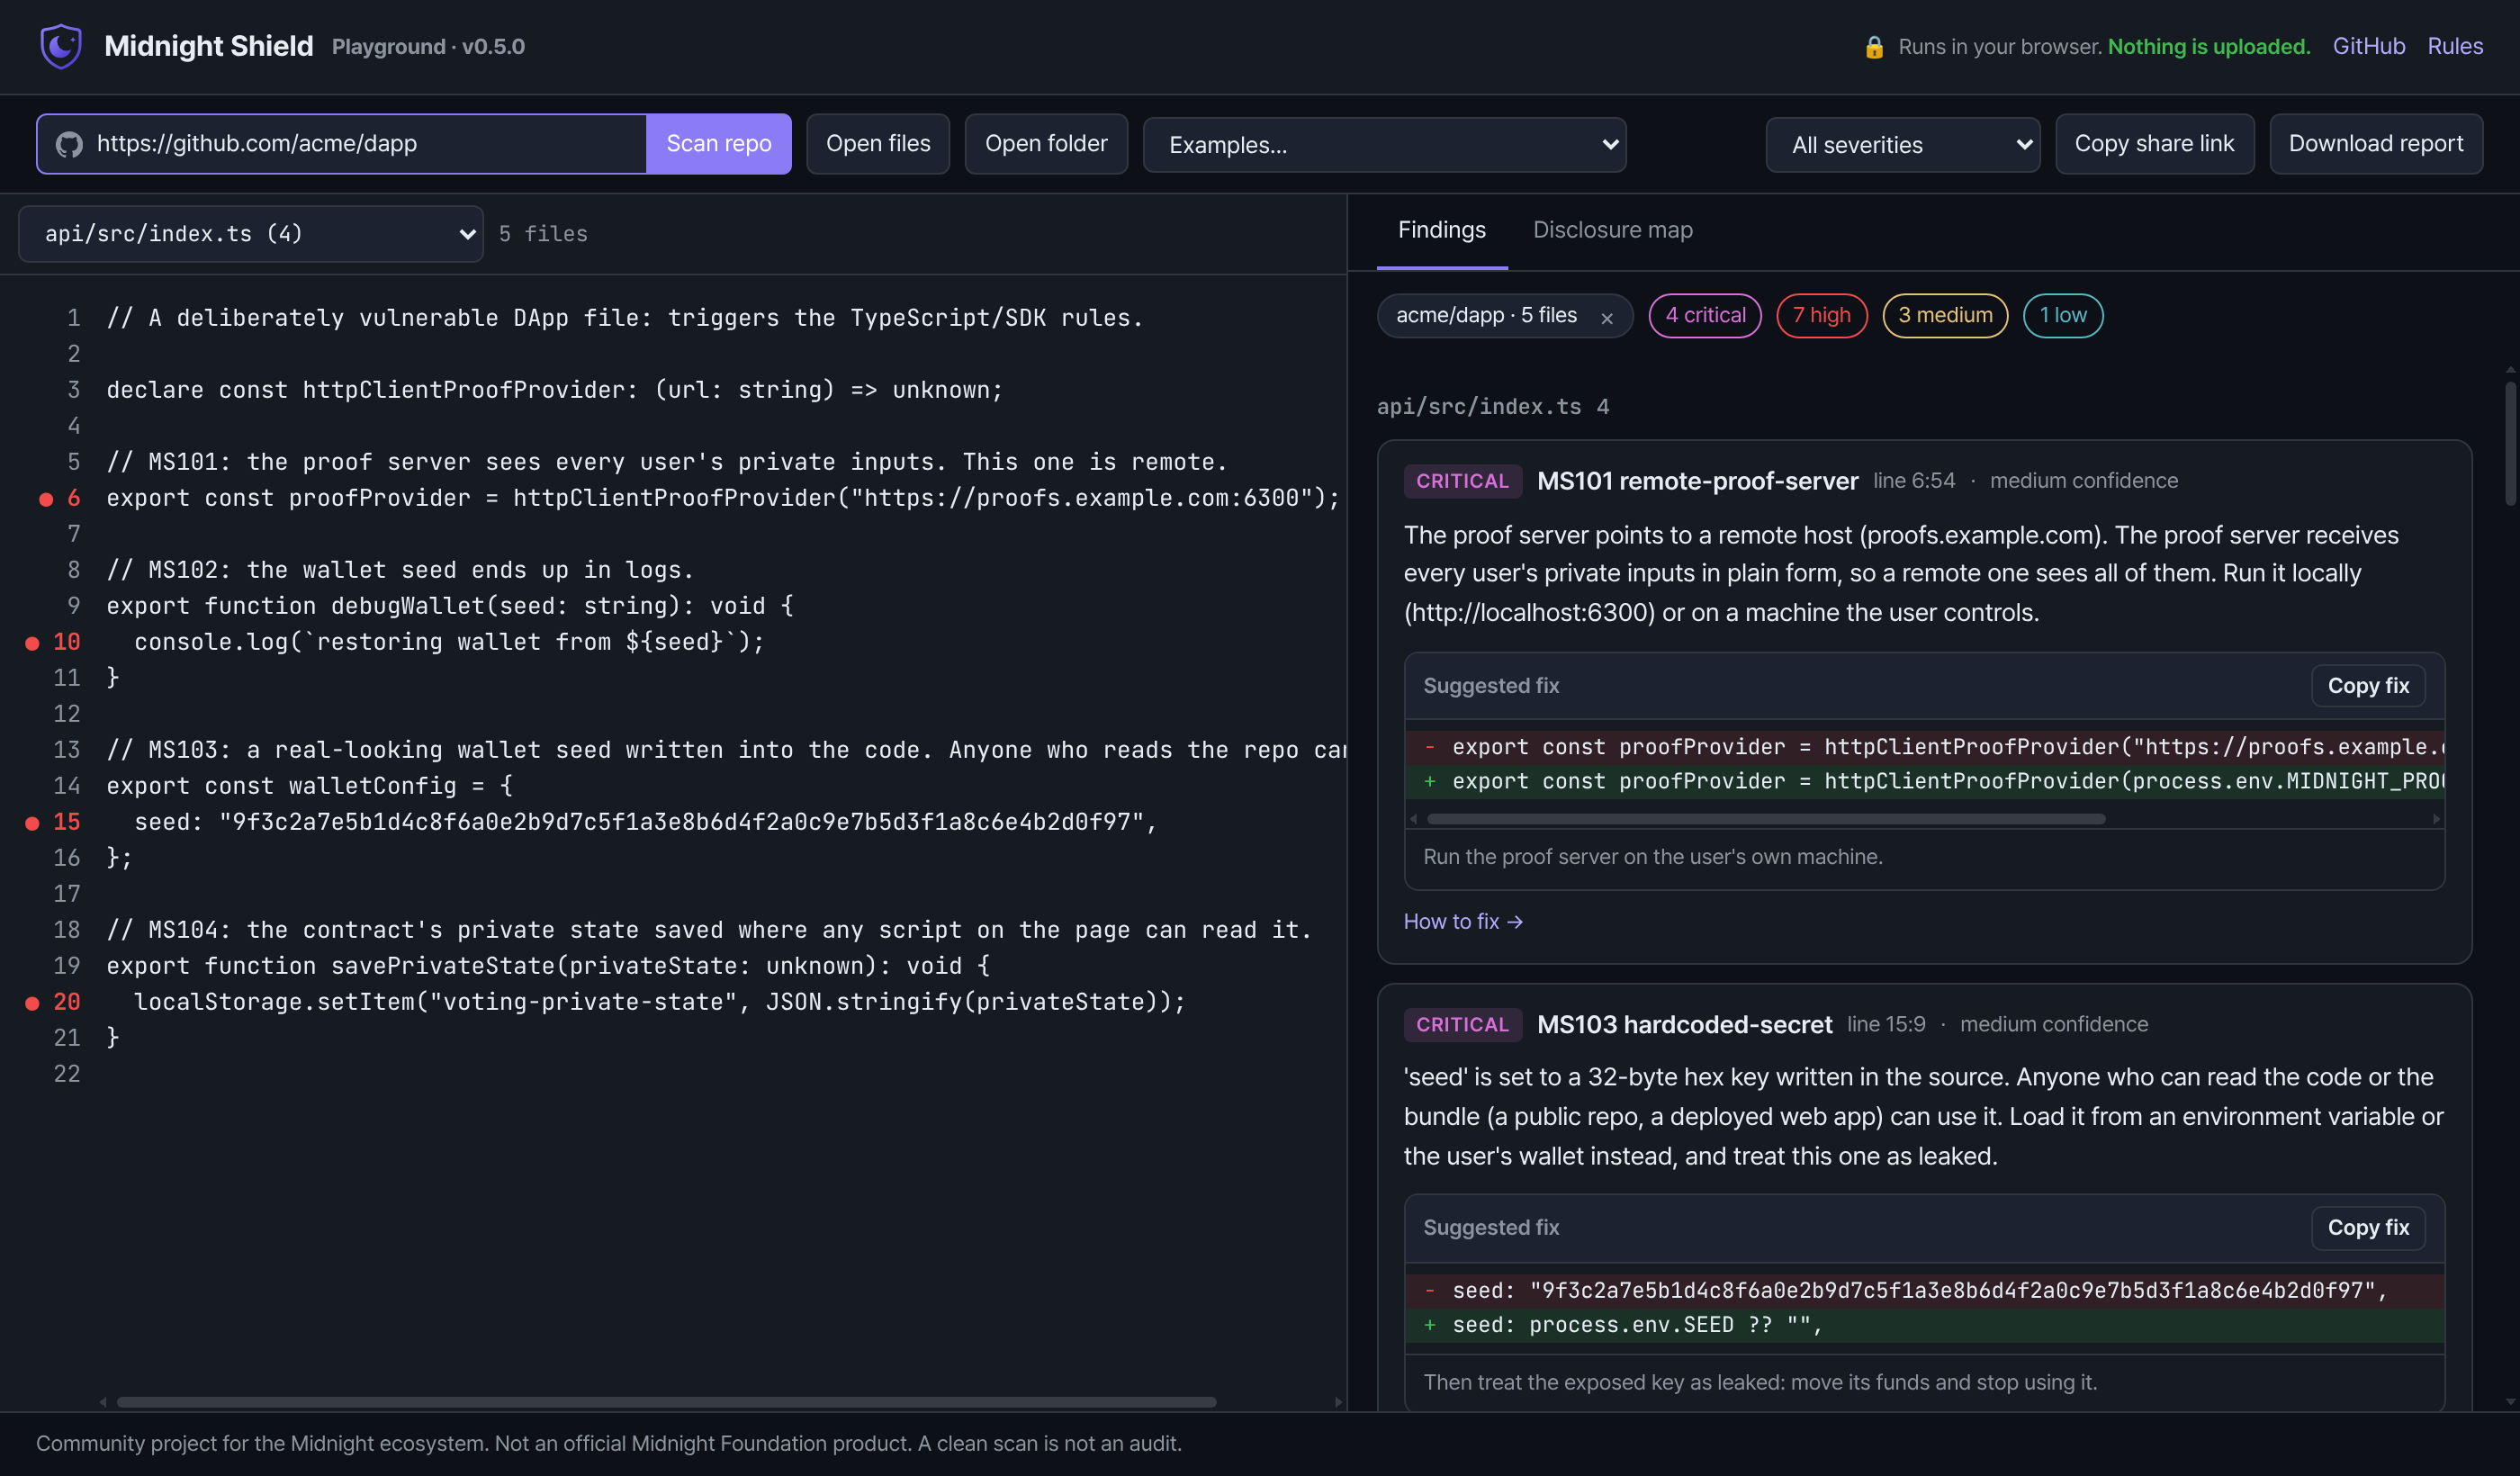 Midnight Shield Playground · v0.5.0
🔒 Runs in your browser. Nothing is uploaded. GitHub Rules
https://github.com/acme/dapp Scan repo Open files Open folder Examples... All severities Copy share link Download report
api/src/index.ts (4) 5 files
1 // A deliberately vulnerable DApp file: triggers the TypeScript/SDK rules.
2
3 declare const httpClientProofProvider: (url: string) => unknown;
4
5 // MS101: the proof server sees every user's private inputs. This one is remote.
6 export const proofProvider = httpClientProofProvider("https://proofs.example.com:6300");
7
8 // MS102: the wallet seed ends up in logs.
9 export function debugWallet(seed: string): void {
10 console.log(`restoring wallet from ${seed}`);
11 }
12
13 // MS103: a real-looking wallet seed written into the code. Anyone who reads the repo can
14 export const walletConfig = {
15 seed: "9f3c2a7e5b1d4c8f6a0e2b9d7c5f1a3e8b6d4f2a0c9e7b5d3f1a8c6e4b2d0f97",
16 };
17
18 // MS104: the contract's private state saved where any script on the page can read it.
19 export function savePrivateState(privateState: unknown): void {
20 localStorage.setItem("voting-private-state", JSON.stringify(privateState));
21 }
22
Findings Disclosure map
acme/dapp · 5 files × 4 critical 7 high 3 medium 1 low
api/src/index.ts 4
CRITICAL MS101 remote-proof-server line 6:54 · medium confidence
The proof server points to a remote host (proofs.example.com). The proof server receives
every user's private inputs in plain form, so a remote one sees all of them. Run it locally
(http://localhost:6300) or on a machine the user controls.
Suggested fix Copy fix
- export const proofProvider = httpClientProofProvider("https://proofs.example.
+ export const proofProvider = httpClientProofProvider(process.env.MIDNIGHT_PROO
Run the proof server on the user's own machine.
How to fix →
CRITICAL MS103 hardcoded-secret line 15:9 · medium confidence
'seed' is set to a 32-byte hex key written in the source. Anyone who can read the code or the
bundle (a public repo, a deployed web app) can use it. Load it from an environment variable or
the user's wallet instead, and treat this one as leaked.
Suggested fix Copy fix
- seed: "9f3c2a7e5b1d4c8f6a0e2b9d7c5f1a3e8b6d4f2a0c9e7b5d3f1a8c6e4b2d0f97",
+ seed: process.env.SEED ?? "",
Then treat the exposed key as leaked: move its funds and stop using it.
Community project for the Midnight ecosystem. Not an official Midnight Foundation product. A clean scan is not an audit.